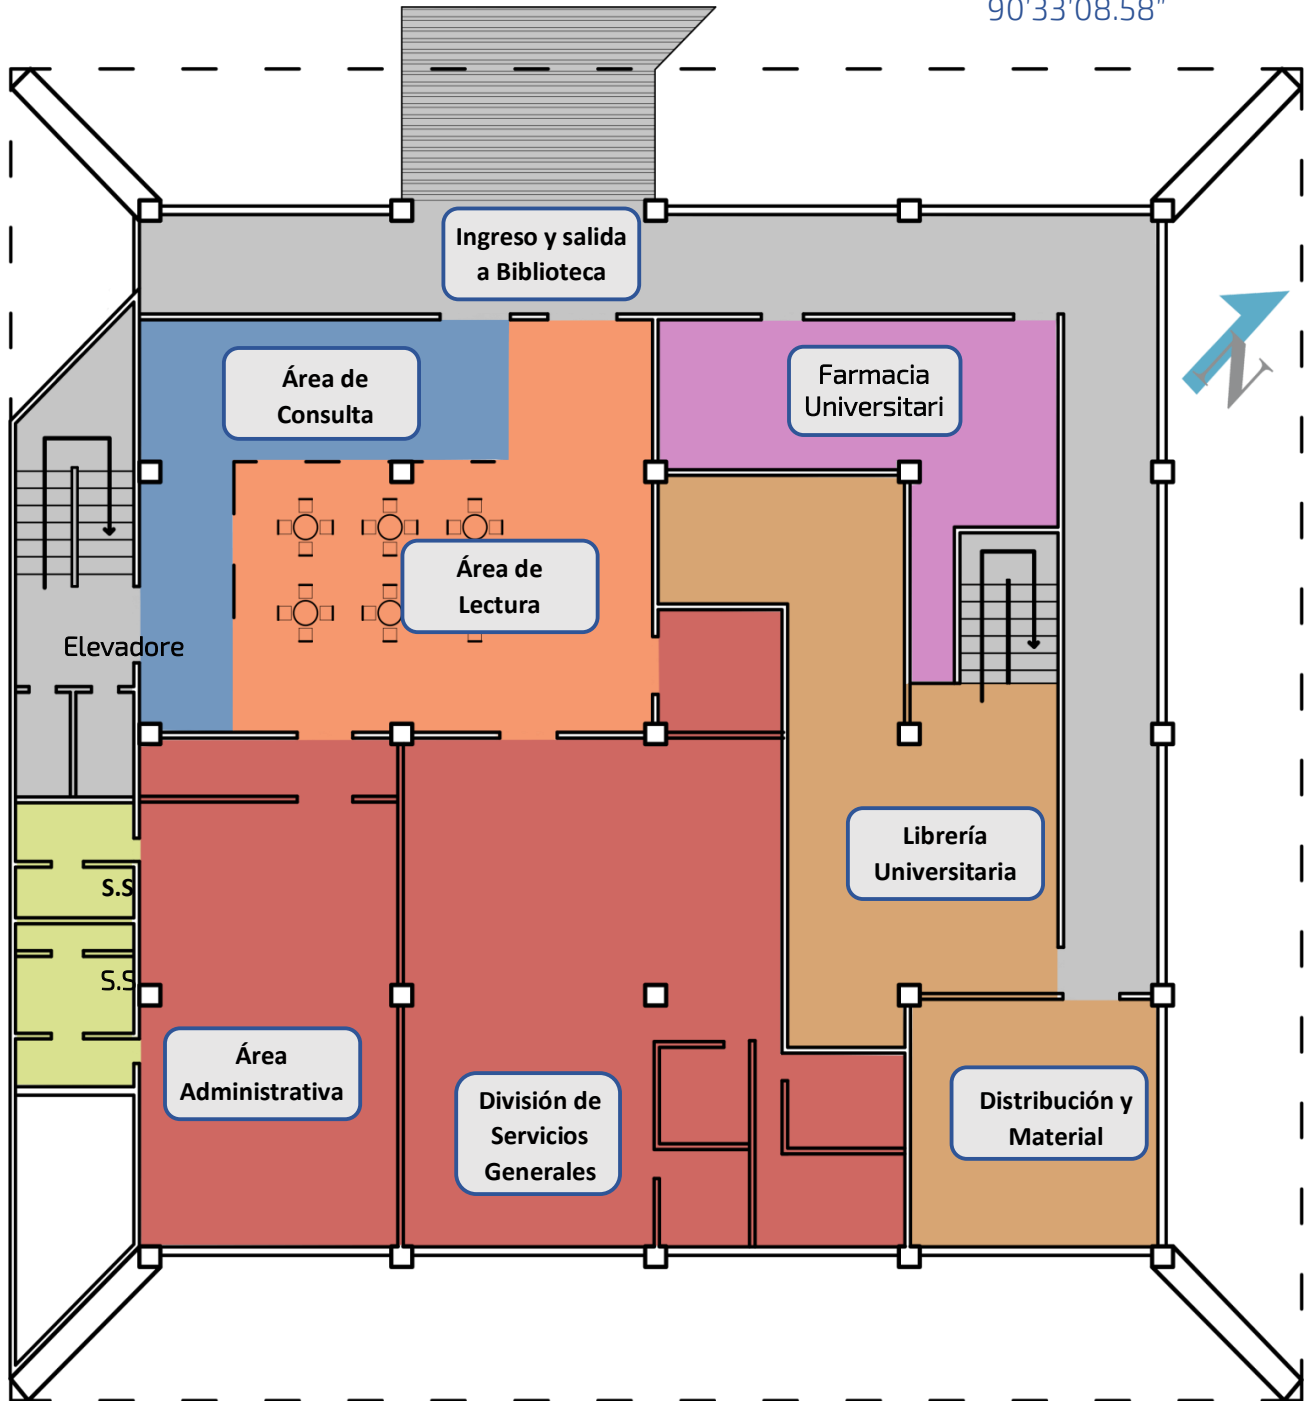 90'33'08.58"
Ingreso y salida
a Biblioteca
Área de
Consulta
Farmacia
Universitari
N
Área de
Lectura
Elevadore
Librería
Universitaria
S.S
S.S
Área
Administrativa
División de
Servicios
Generales
Distribución y
Material